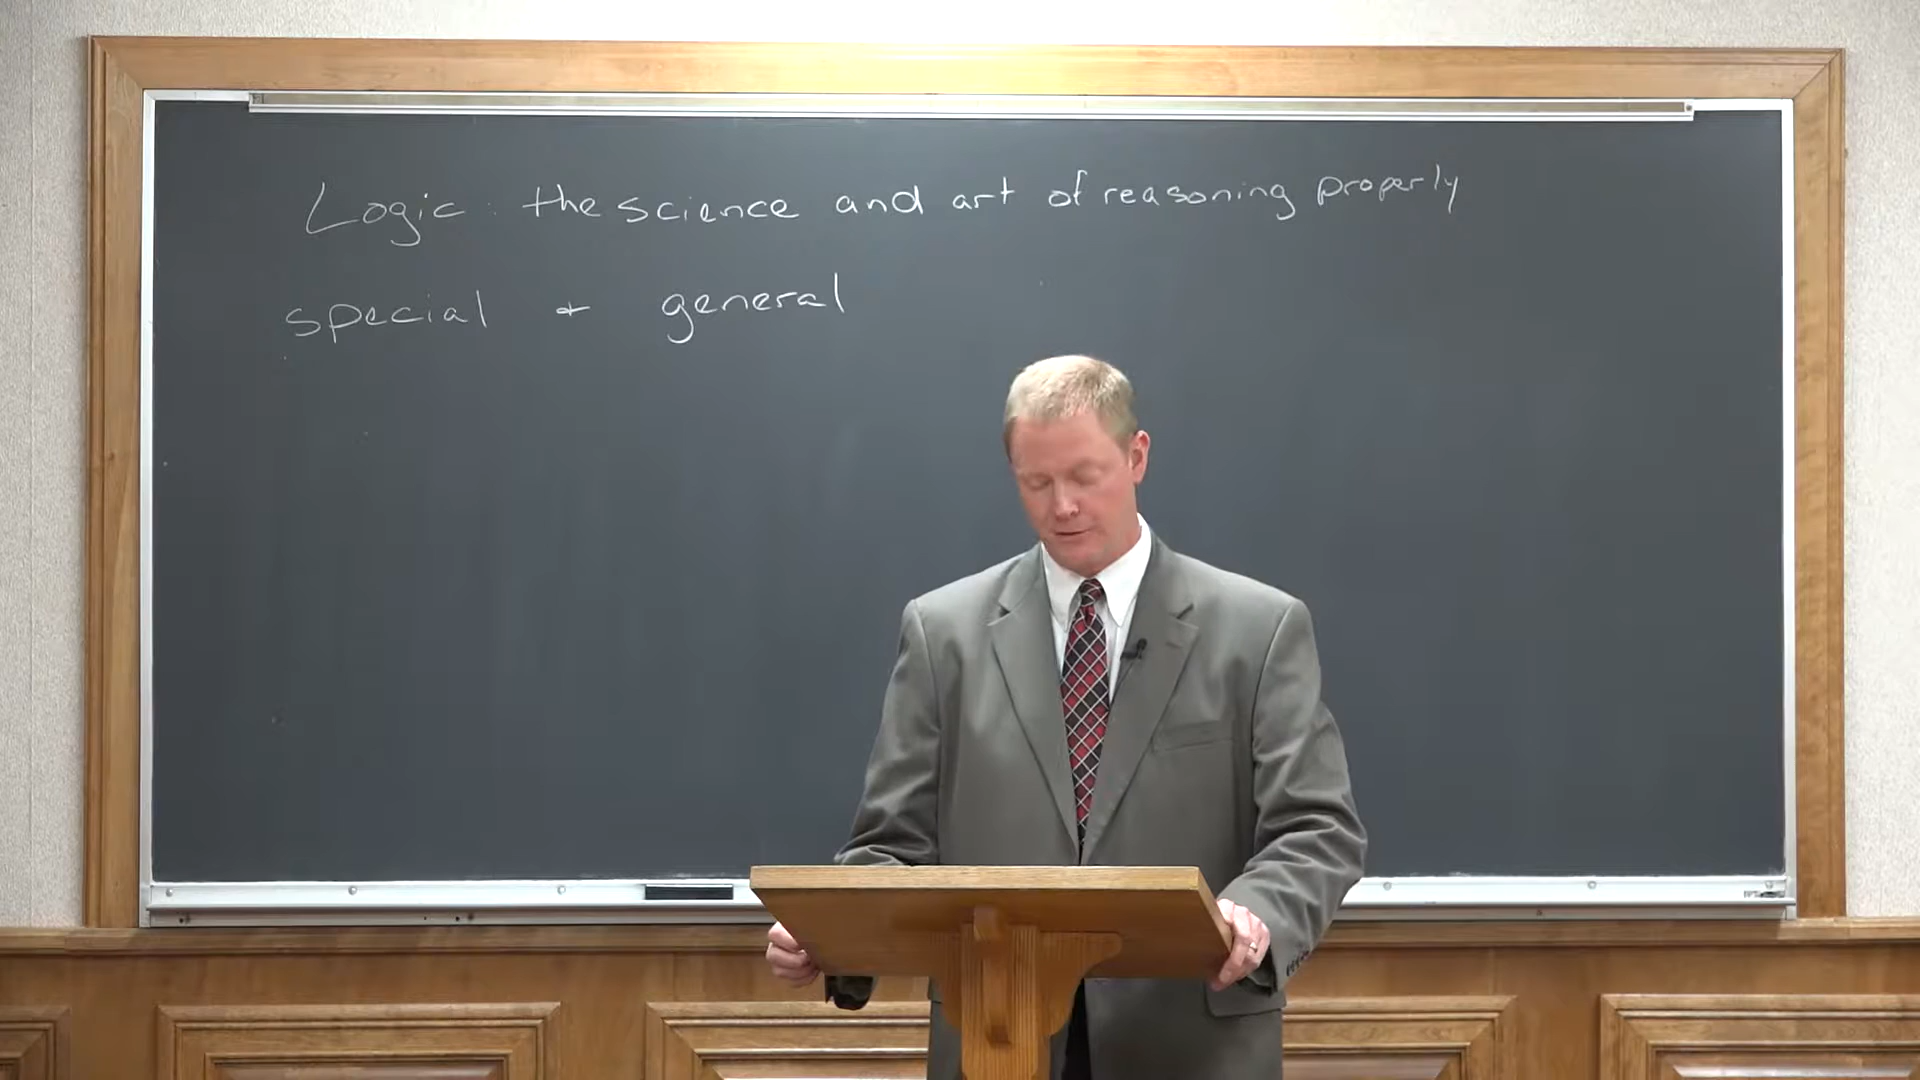 Logic: the science and art of reasoning properly
special + general